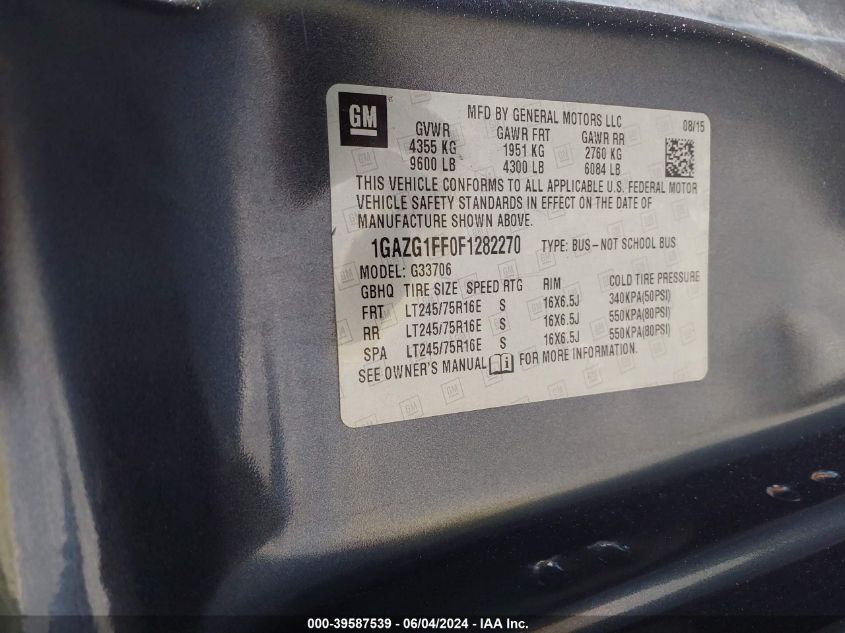 GM
MFD BY GENERAL MOTORS LLC
08/15
GVWR GAWR FRT GAWR RR
4355 KG 1951 KG 2760 KG
9600 LB 4300 LB 6084 LB
THIS VEHICLE CONFORMS TO ALL APPLICABLE U.S. FEDERAL MOTOR
VEHICLE SAFETY STANDARDS IN EFFECT ON THE DATE OF
MANUFACTURE SHOWN ABOVE.
1GAZG1FF0F1282270 TYPE: BUS-NOT SCHOOL BUS
MODEL: G33706
GBHQ TIRE SIZE SPEED RTG RIM COLD TIRE PRESSURE
FRT LT245/75R16E S 16X6.5J 340KPA(50PSI)
RR LT245/75R16E S 16X6.5J 550KPA(80PSI)
SPA LT245/75R16E S 16X6.5J 550KPA(80PSI)
SEE OWNER'S MANUAL FOR MORE INFORMATION.
000-39587539 - 06/04/2024 - IAA Inc.